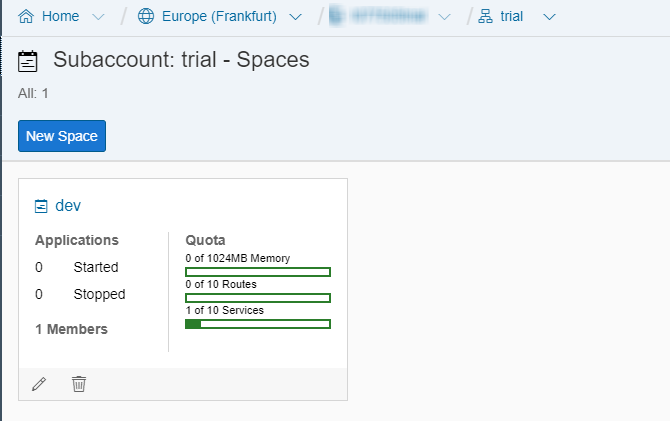 Home / Europe (Frankfurt) / / trial
Subaccount: trial - Spaces
All: 1
New Space
dev
Applications
0 Started
0 Stopped
1 Members
Quota
0 of 1024MB Memory
0 of 10 Routes
1 of 10 Services